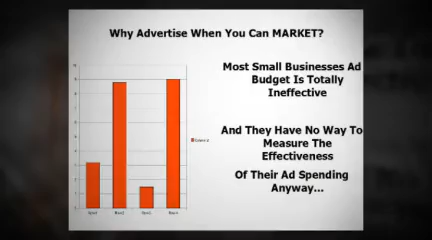 Why Advertise When You Can MARKET?
Most Small Businesses Ad
Budget Is Totally
Ineffective
And They Have No Way To
Measure The
Effectiveness
Of Their Ad Spending
Anyway...